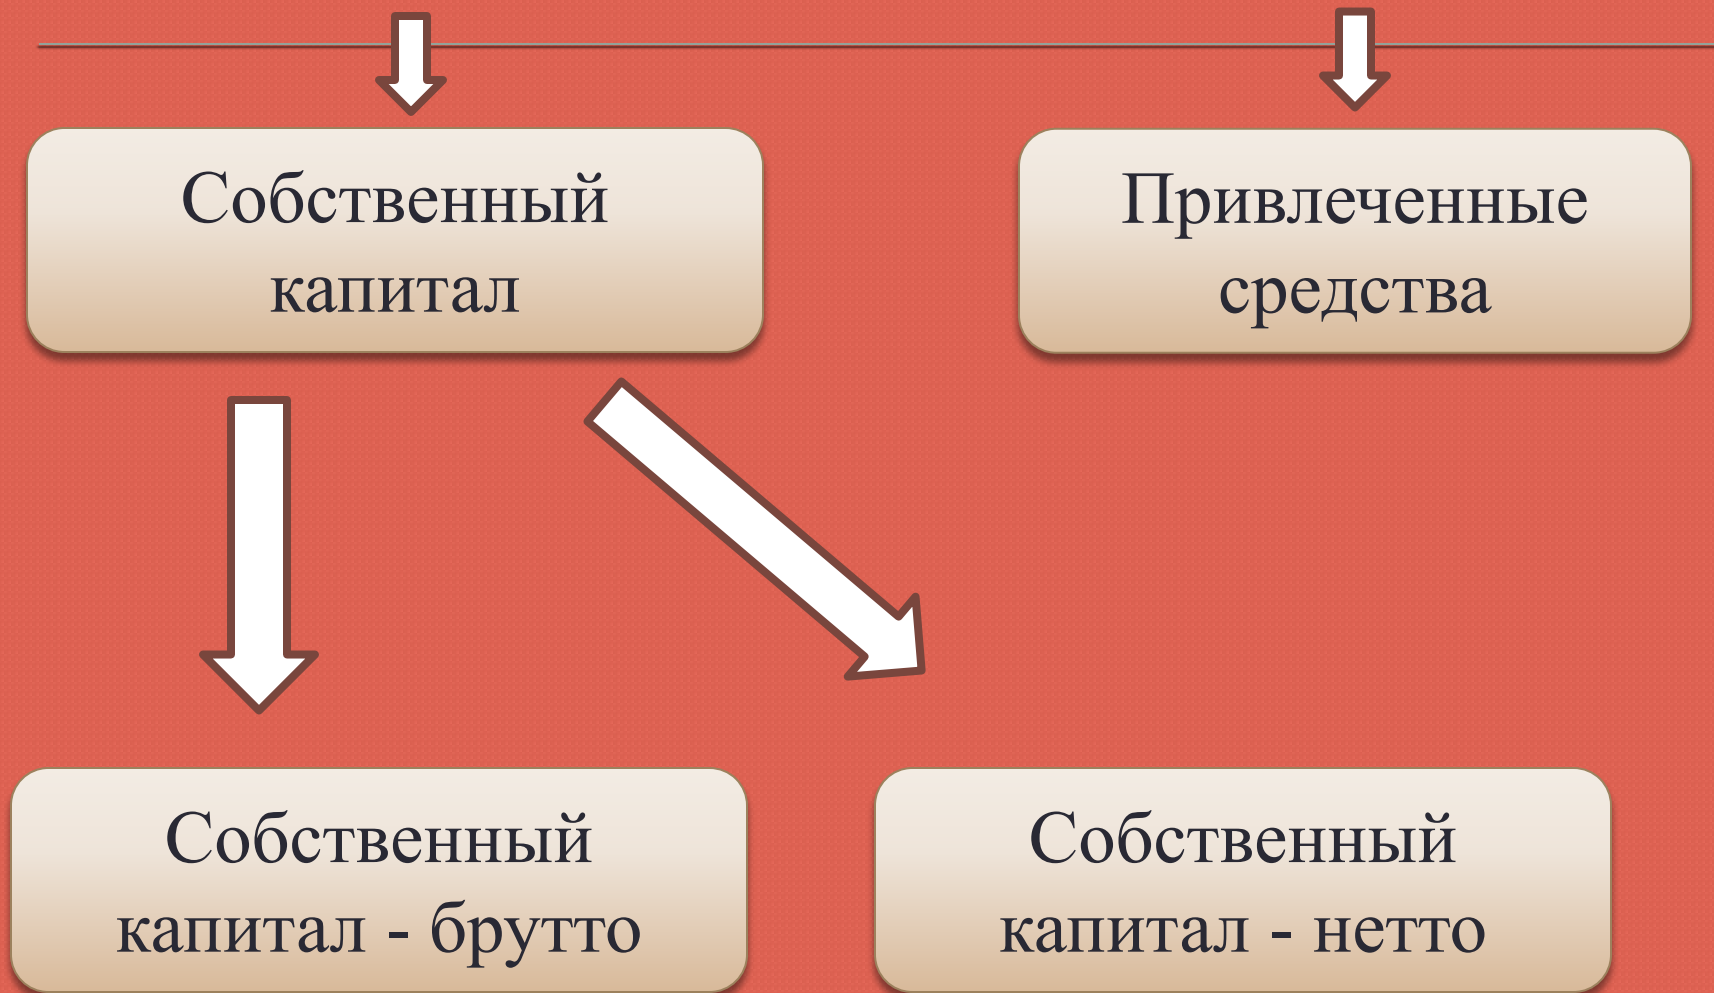 Собственный
капитал
Привлеченные
средства
Собственный
капитал - брутто
Собственный
капитал - нетто